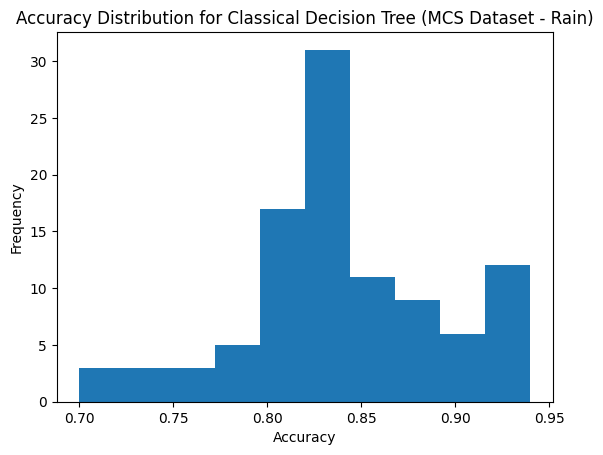 Accuracy Distribution for Classical Decision Tree (MCS Dataset - Rain)
30
25
20
15
10
5
0
Frequency
0.70 0.75 0.80 0.85 0.90 0.95
Accuracy